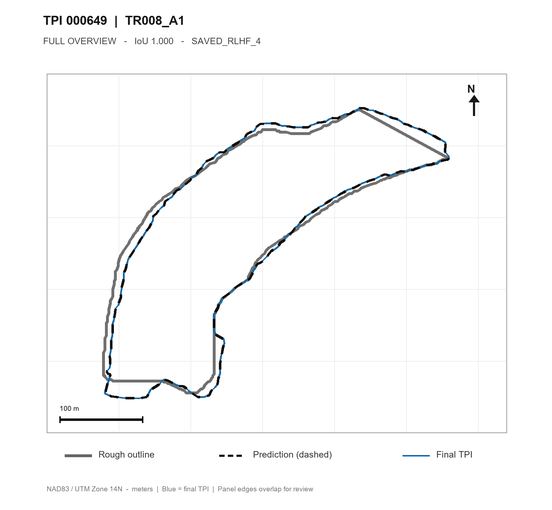 TPI 000649 | TR008_A1
FULL OVERVIEW - IoU 1.000 - SAVED_RLHF_4
N
100 m
Rough outline
Prediction (dashed)
Final TPI
NAD83 / UTM Zone 14N - meters | Blue = final TPI | Panel edges overlap for review